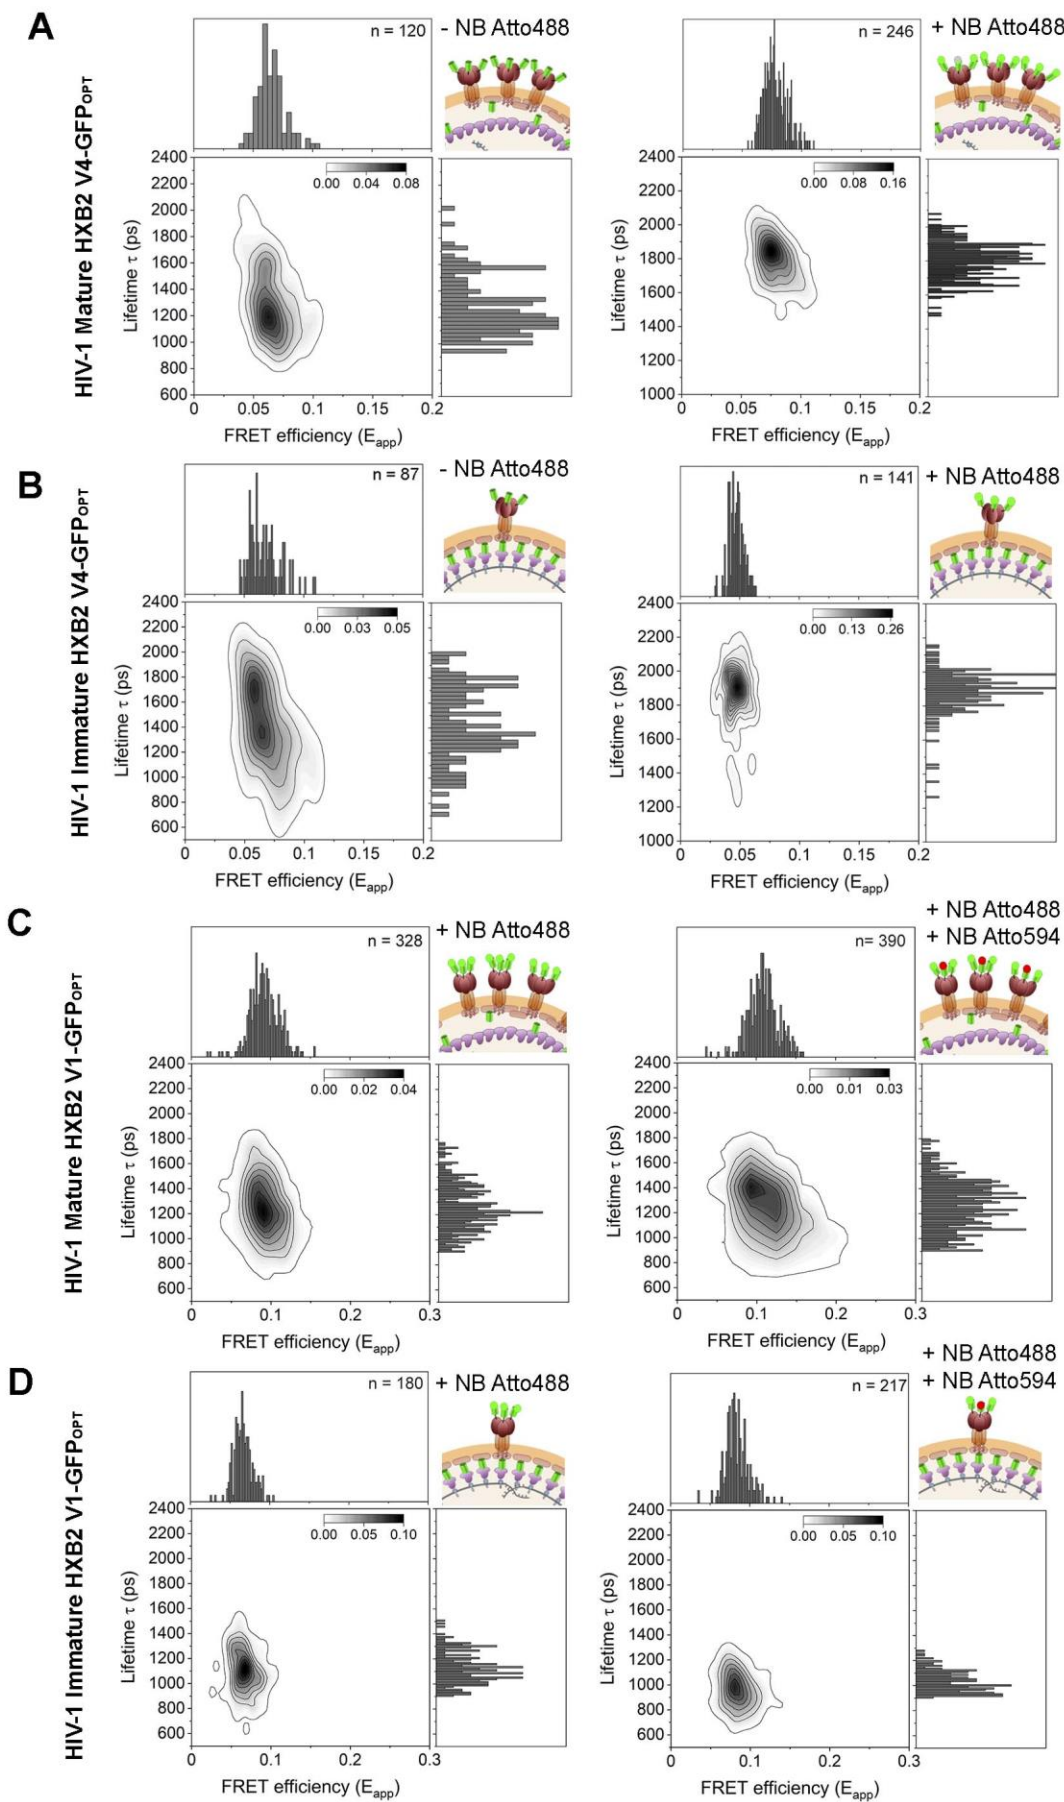 A
HIV-1 Mature HXB2 V4-GFPOPT
n = 120
- NB Atto488
0.00 0.04 0.08
2400
2200
2000
1800
1600
1400
1200
1000
800
600
Lifetime τ (ps)
0 0.05 0.1 0.15 0.2
FRET efficiency (Eapp)
n = 246
+ NB Atto488
0.00 0.08 0.16
2400
2200
2000
1800
1600
1400
1200
1000
Lifetime τ (ps)
0 0.05 0.1 0.15 0.2
FRET efficiency (Eapp)
B
HIV-1 Immature HXB2 V4-GFPOPT
n = 87
- NB Atto488
0.00 0.03 0.05
2400
2200
2000
1800
1600
1400
1200
1000
800
600
Lifetime τ (ps)
0 0.05 0.1 0.15 0.2
FRET efficiency (Eapp)
n = 141
+ NB Atto488
0.00 0.13 0.26
2400
2200
2000
1800
1600
1400
1200
1000
Lifetime τ (ps)
0 0.05 0.1 0.15 0.2
FRET efficiency (Eapp)
C
HIV-1 Mature HXB2 V1-GFPOPT
n = 328
+ NB Atto488
0.00 0.02 0.04
2400
2200
2000
1800
1600
1400
1200
1000
800
600
Lifetime τ (ps)
0 0.1 0.2 0.3
FRET efficiency (Eapp)
n= 390
+ NB Atto488
+ NB Atto594
0.00 0.01 0.03
2400
2200
2000
1800
1600
1400
1200
1000
800
600
Lifetime τ (ps)
0 0.1 0.2 0.3
FRET efficiency (Eapp)
D
HIV-1 Immature HXB2 V1-GFPOPT
n = 180
+ NB Atto488
0.00 0.05 0.10
2400
2200
2000
1800
1600
1400
1200
1000
800
600
Lifetime τ (ps)
0 0.1 0.2 0.3
FRET efficiency (Eapp)
n = 217
+ NB Atto488
+ NB Atto594
0.00 0.05 0.10
2400
2200
2000
1800
1600
1400
1200
1000
800
600
Lifetime τ (ps)
0 0.1 0.2 0.3
FRET efficiency (Eapp)